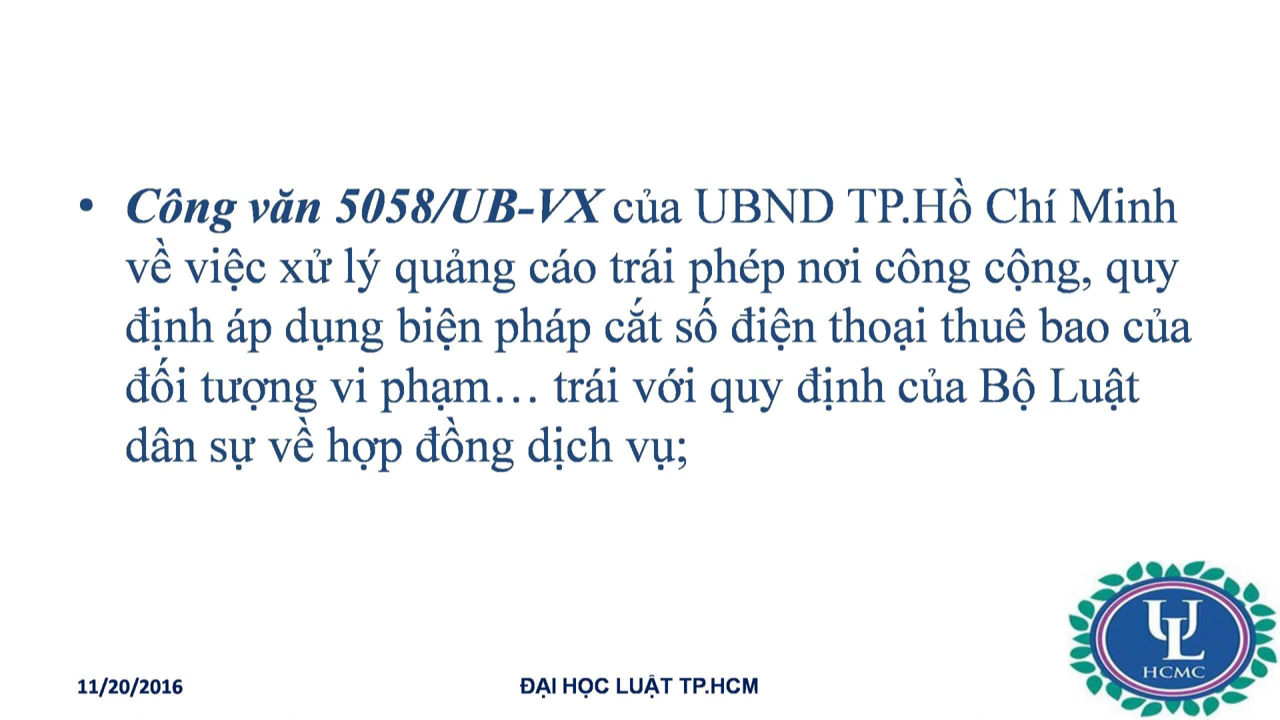 • Công văn 5058/UB-VX của UBND TP.Hồ Chí Minh
về việc xử lý quảng cáo trái phép nơi công cộng, quy
định áp dụng biện pháp cắt số điện thoại thuê bao của
đối tượng vi phạm… trái với quy định của Bộ Luật
dân sự về hợp đồng dịch vụ;
UL
HCMC
11/20/2016
ĐẠI HỌC LUẬT TP.HCM